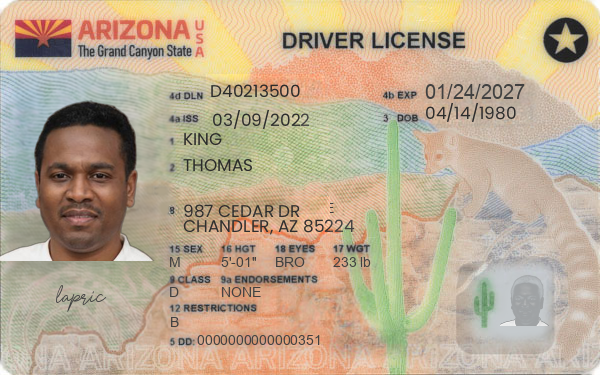 ARIZONA USA
The Grand Canyon State
DRIVER LICENSE
4d DLN D40213500
4b EXP 01/24/2027
4a ISS 03/09/2022
3 DOB 04/14/1980
1 KING
2 THOMAS
8 987 CEDAR DR
CHANDLER, AZ 85224
15 SEX 16 HGT 18 EYES 17 WGT
M 5'-01" BRO 233 lb
9 CLASS 9a ENDORSEMENTS
D NONE
12 RESTRICTIONS
B
5 DD: 0000000000000351
lapric
ARIZONA ARIZONA ARIZONA ARIZONA